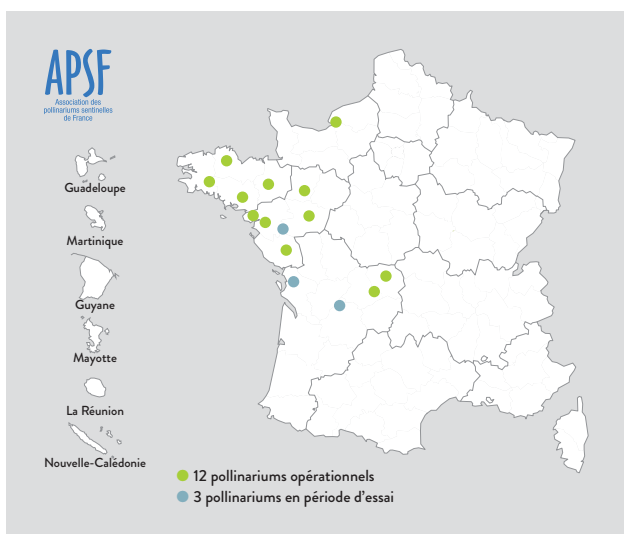 APSF
Association des
pollinariums sentinelles
de France
Guadeloupe
Martinique
Guyane
Mayotte
La Réunion
Nouvelle-Calédonie
12 pollinariums opérationnels
3 pollinariums en période d'essai